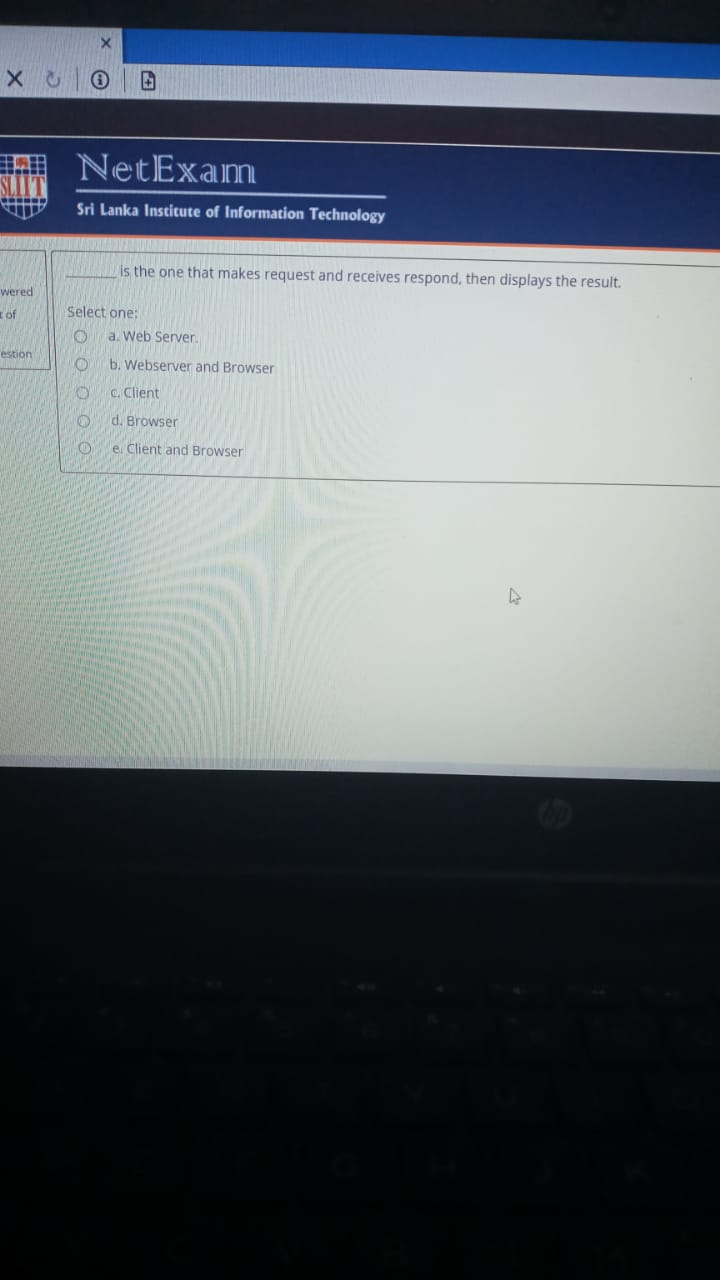 NetExam
SLIIT
Sri Lanka Institute of Information Technology
wered
of
estion
_______ is the one that makes request and receives respond, then displays the result.
Select one:
a. Web Server.
b. Webserver and Browser
c. Client
d. Browser
e. Client and Browser
hp